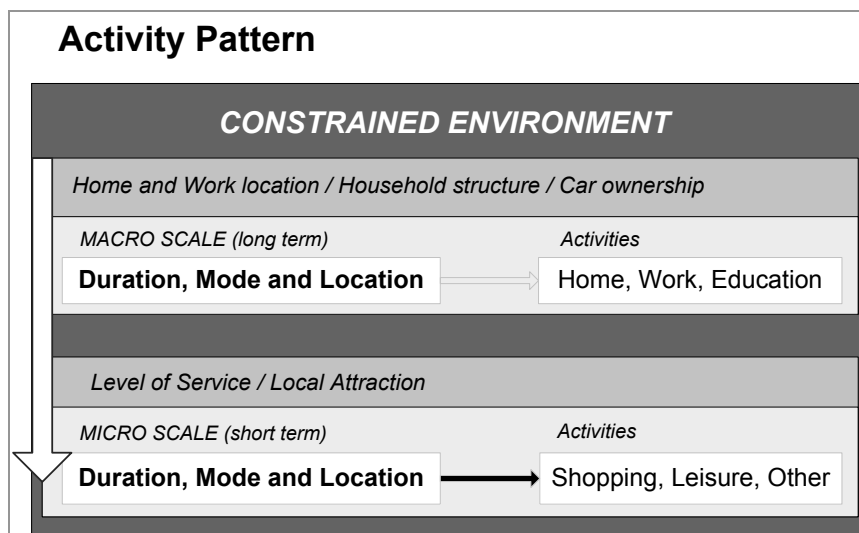 Activity Pattern
CONSTRAINED ENVIRONMENT
Home and Work location / Household structure / Car ownership
MACRO SCALE (long term) Activities
Duration, Mode and Location Home, Work, Education
Level of Service / Local Attraction
MICRO SCALE (short term) Activities
Duration, Mode and Location Shopping, Leisure, Other